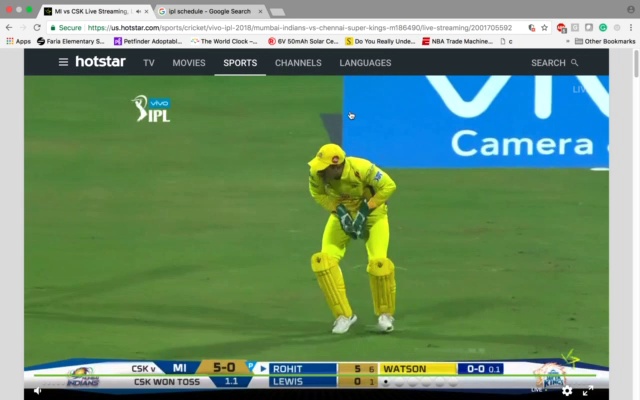 MI vs CSK Live Streaming,
ipl schedule - Google Search
Secure https://us.hotstar.com/sports/cricket/vivo-ipl-2018/mumbai-indians-vs-chennai-super-kings-m186490/live-streaming/2001705592
Apps Faria Elementary S... Petfinder Adoptabl... The World Clock –... 6V 50mAh Solar Ce... Do You Really Unde... NBA Trade Machine... c » Other Bookmarks
hotstar TV MOVIES SPORTS CHANNELS LANGUAGES SEARCH
vivo
IPL
LIV
Camera &
CSK v MI 5-0 P ROHIT 5 6 WATSON 0-0 0.1
CSK WON TOSS 1.1 LEWIS 0 1
INDIANS
KINGS
LIVE